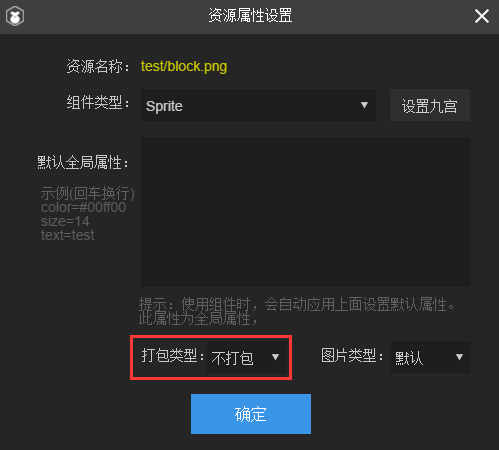 资源属性设置
资源名称: test/block.png
组件类型: Sprite 设置九宫
默认全局属性:
示例(回车换行)
color=#00ff00
size=14
text=test
提示：使用组件时，会自动应用上面设置默认属性。
此属性为全局属性，
打包类型: 不打包 图片类型: 默认
确定